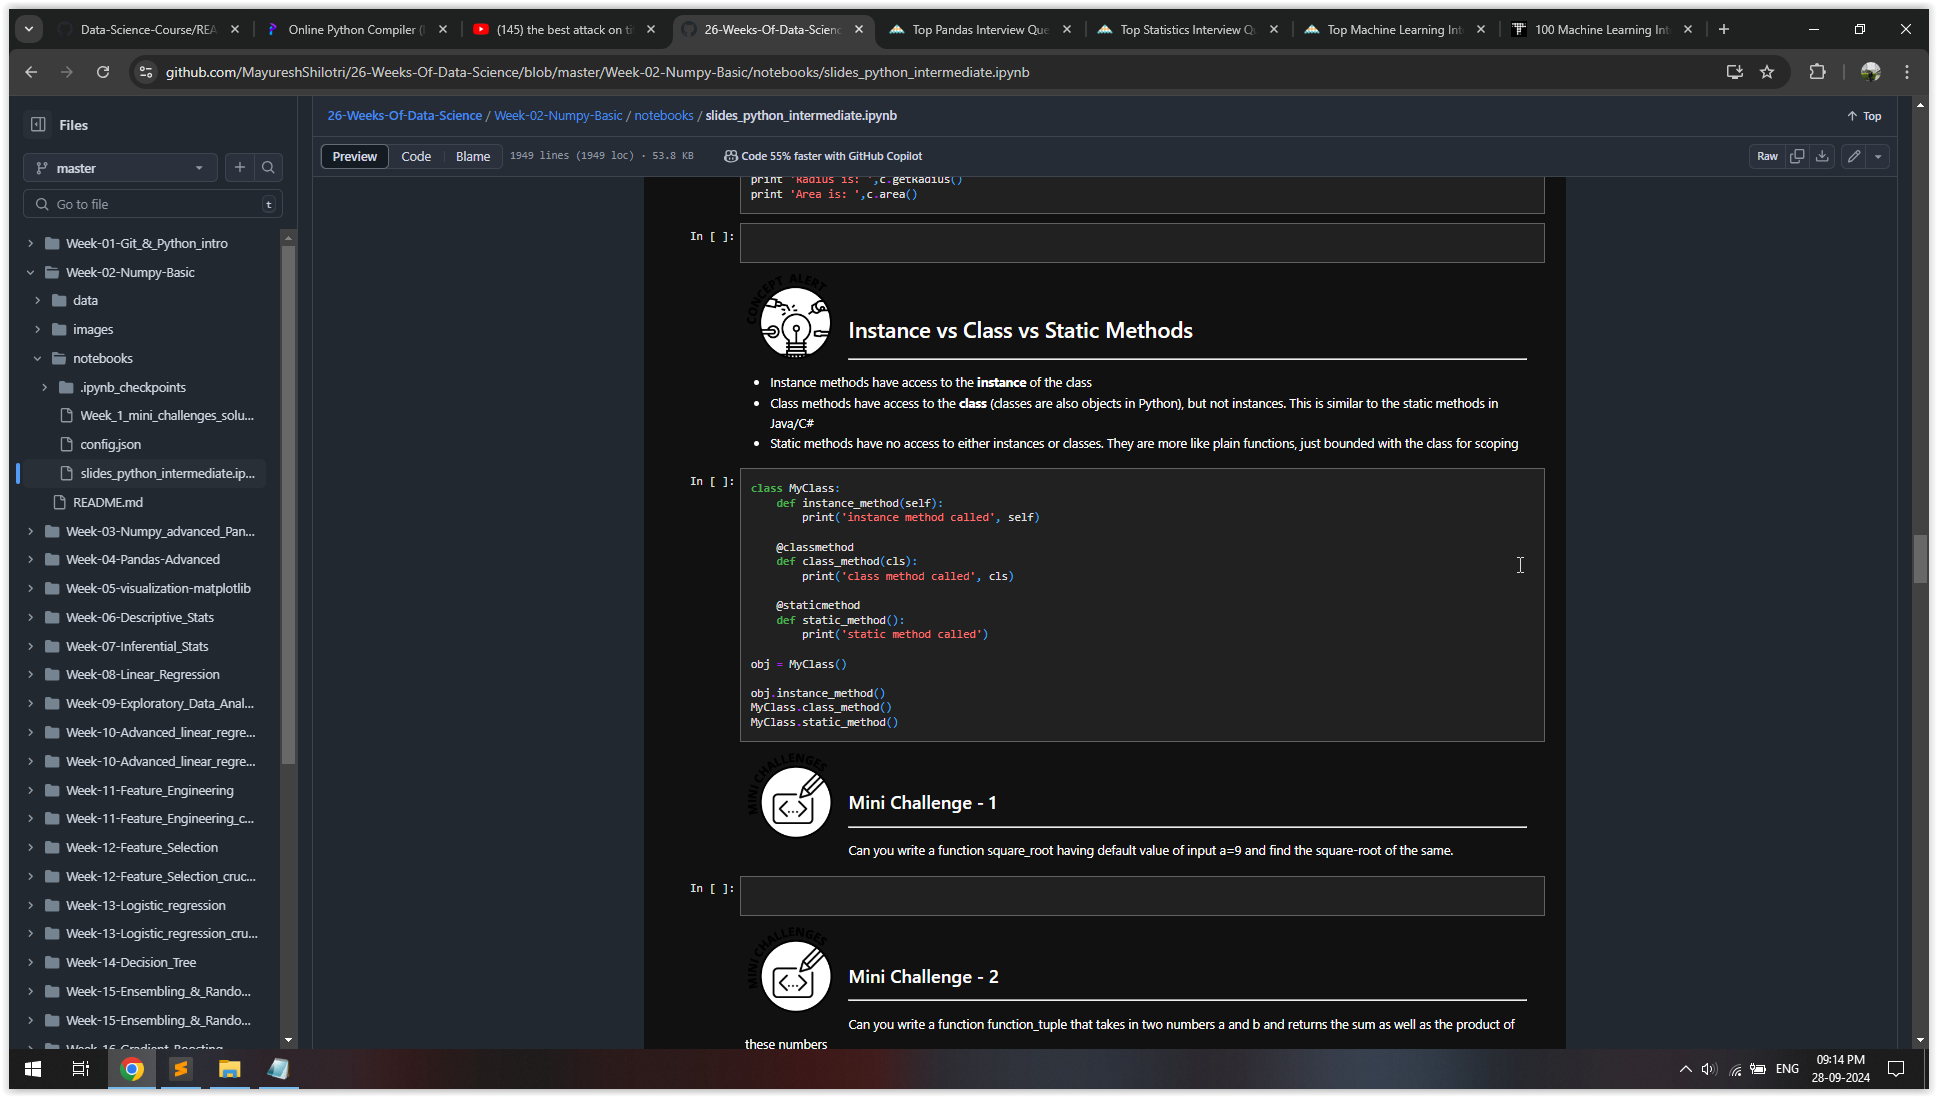 Data-Science-Course/REA
Online Python Compiler (I
(145) the best attack on ti
26-Weeks-Of-Data-Scienc
Top Pandas Interview Que
Top Statistics Interview Qu
Top Machine Learning Int
100 Machine Learning Int
github.com/MayureshShilotri/26-Weeks-Of-Data-Science/blob/master/Week-02-Numpy-Basic/notebooks/slides_python_intermediate.ipynb
Files
master
Go to file
t
Week-01-Git_&_Python_intro
Week-02-Numpy-Basic
data
images
notebooks
.ipynb_checkpoints
Week_1_mini_challenges_solu...
config.json
slides_python_intermediate.ip...
README.md
Week-03-Numpy_advanced_Pan...
Week-04-Pandas-Advanced
Week-05-visualization-matplotlib
Week-06-Descriptive_Stats
Week-07-Inferential_Stats
Week-08-Linear_Regression
Week-09-Exploratory_Data_Anal...
Week-10-Advanced_linear_regre...
Week-10-Advanced_linear_regre...
Week-11-Feature_Engineering
Week-11-Feature_Engineering_c...
Week-12-Feature_Selection
Week-12-Feature_Selection_cruc...
Week-13-Logistic_regression
Week-13-Logistic_regression_cru...
Week-14-Decision_Tree
Week-15-Ensembling_&_Rando...
Week-15-Ensembling_&_Rando...
Week-16-Gradient-Boosting
26-Weeks-Of-Data-Science / Week-02-Numpy-Basic / notebooks / slides_python_intermediate.ipynb
Top
Preview Code Blame 1949 lines (1949 loc) · 53.8 KB Code 55% faster with GitHub Copilot
Raw
print 'Radius is: ',c.getRadius()
print 'Area is: ',c.area()
In [ ]:
CONCEPT ALERT
Instance vs Class vs Static Methods
• Instance methods have access to the instance of the class
• Class methods have access to the class (classes are also objects in Python), but not instances. This is similar to the static methods in
Java/C#
• Static methods have no access to either instances or classes. They are more like plain functions, just bounded with the class for scoping
In [ ]:
class MyClass:
def instance_method(self):
print('instance method called', self)
@classmethod
def class_method(cls):
print('class method called', cls)
@staticmethod
def static_method():
print('static method called')
obj = MyClass()
obj.instance_method()
MyClass.class_method()
MyClass.static_method()
MINI CHALLENGES
Mini Challenge - 1
Can you write a function square_root having default value of input a=9 and find the square-root of the same.
In [ ]:
MINI CHALLENGES
Mini Challenge - 2
Can you write a function function_tuple that takes in two numbers a and b and returns the sum as well as the product of
these numbers
ENG
09:14 PM
28-09-2024